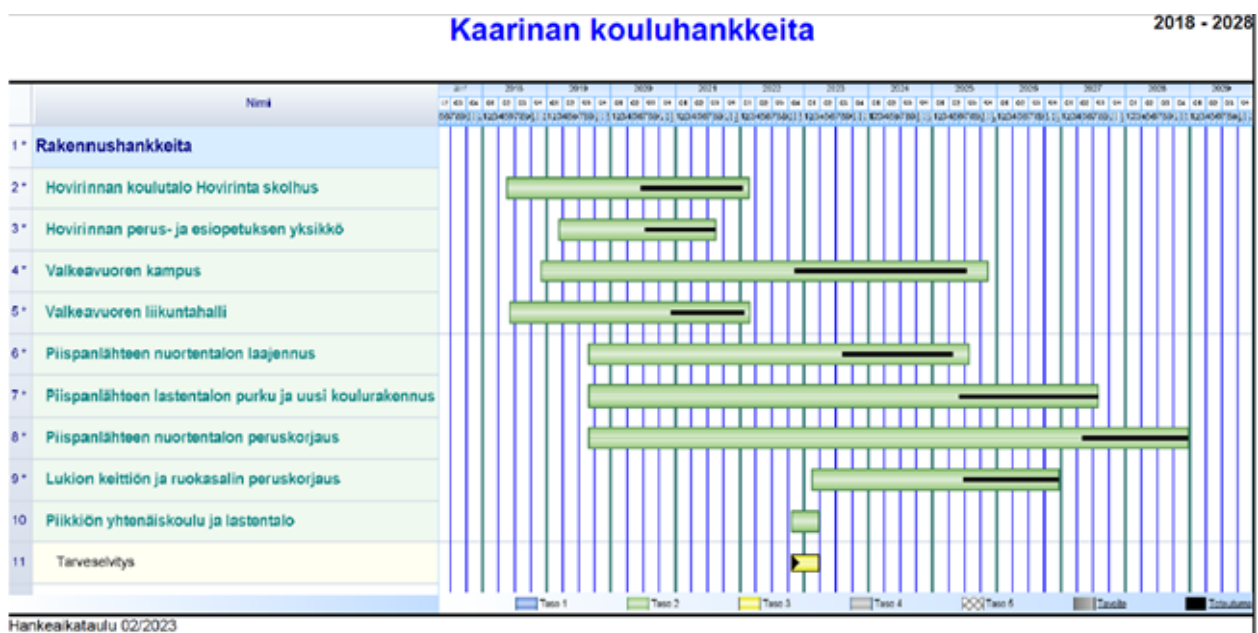 Kaarinan kouluhankkeita
2018 - 2028
Nimi
2017 2018 2019 2020 2021 2022 2023 2024 2025 2026 2027 2028 2029
1 * Rakennushankkeita
2 * Hovirinnan koulutalo Hovirinta skolhus
3 * Hovirinnan perus- ja esiopetuksen yksikkö
4 * Valkeavuoren kampus
5 * Valkeavuoren liikuntahalli
6 * Piispanlähteen nuortentalon laajennus
7 * Piispanlähteen lastentalon purku ja uusi koulurakennus
8 * Piispanlähteen nuortentalon peruskorjaus
9 * Lukion keittiön ja ruokasalin peruskorjaus
10 Piikkiön yhtenäiskoulu ja lastentalo
11 Tarveselvitys
Taso 1 Taso 2 Taso 3 Taso 4 Taso 5 Tavoite Toteutuma
Hankeaikataulu 02/2023